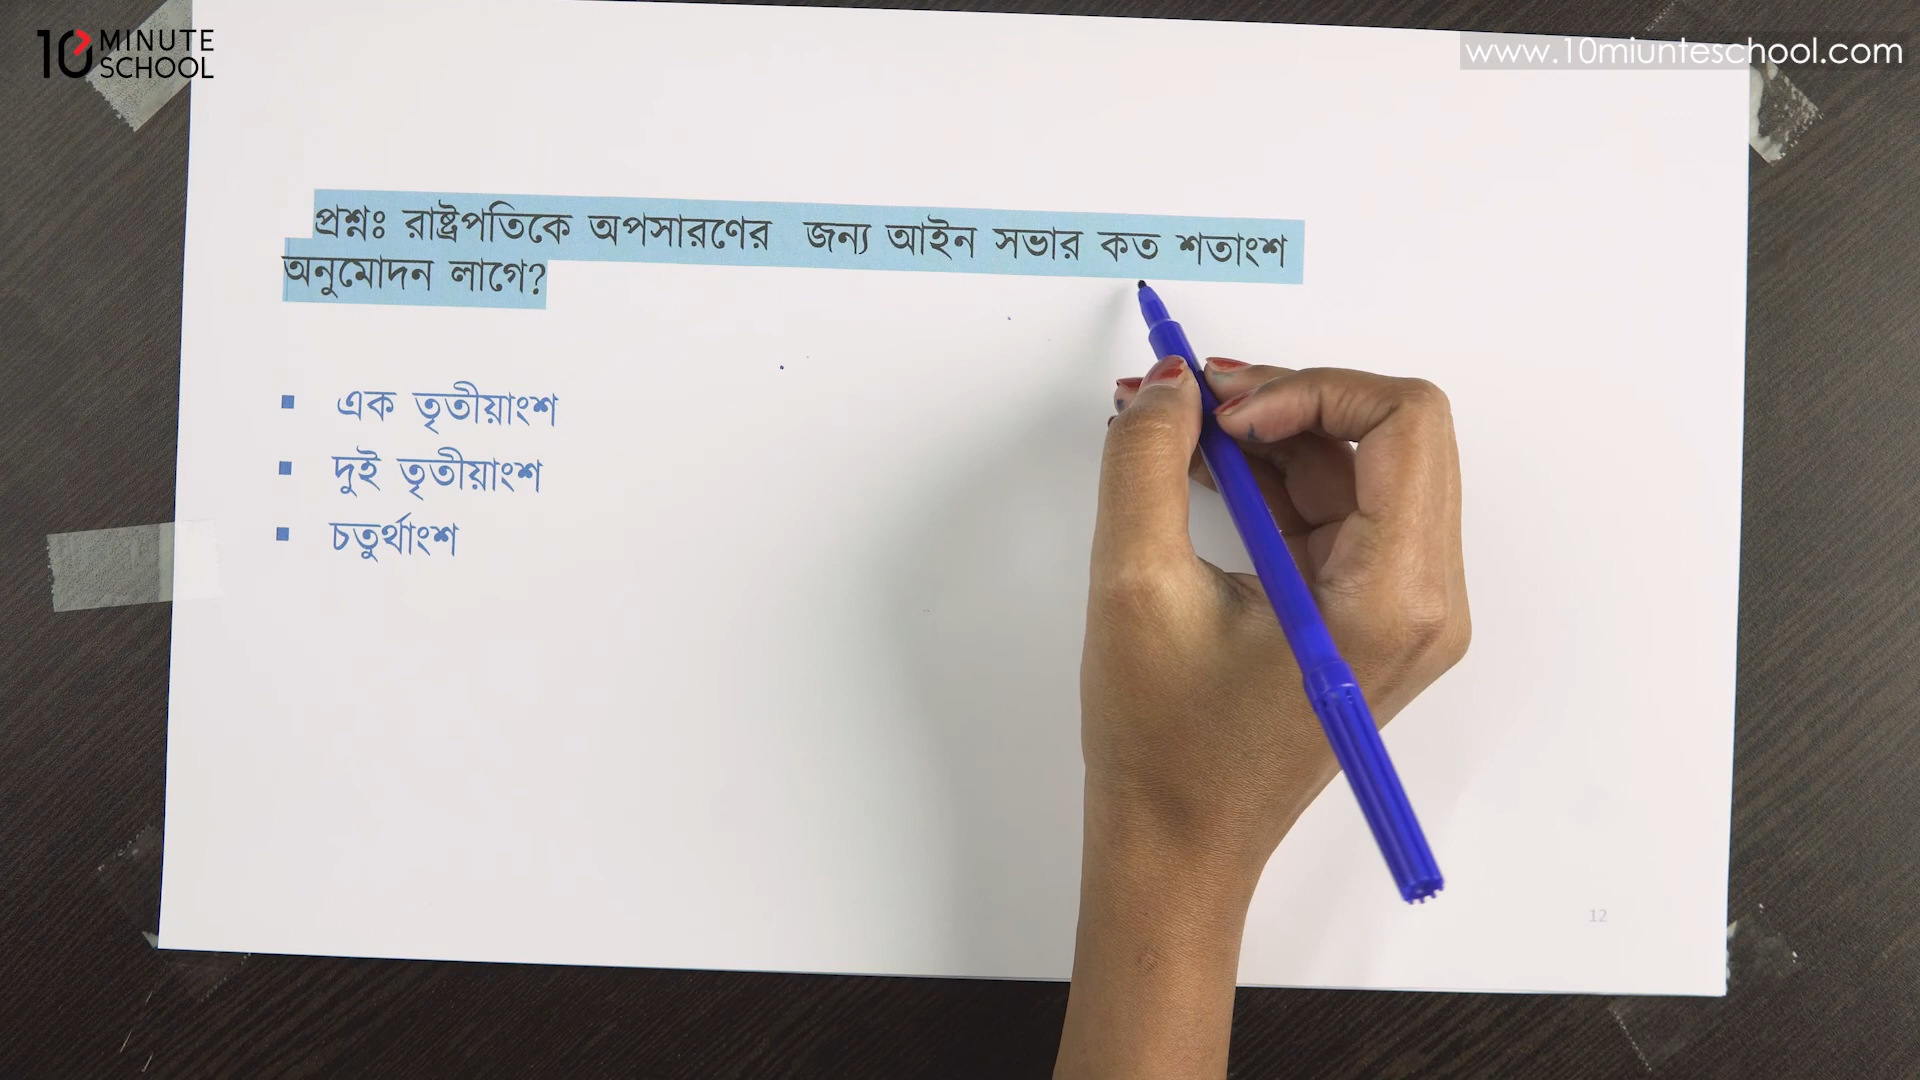 10 MINUTE SCHOOL
www.10miunteschool.com
প্রশ্নঃ রাষ্ট্রপতিকে অপসারণের জন্য আইন সভার কত শতাংশ
অনুমোদন লাগে?
▪ এক তৃতীয়াংশ
▪ দুই তৃতীয়াংশ
▪ চতুর্থাংশ
12